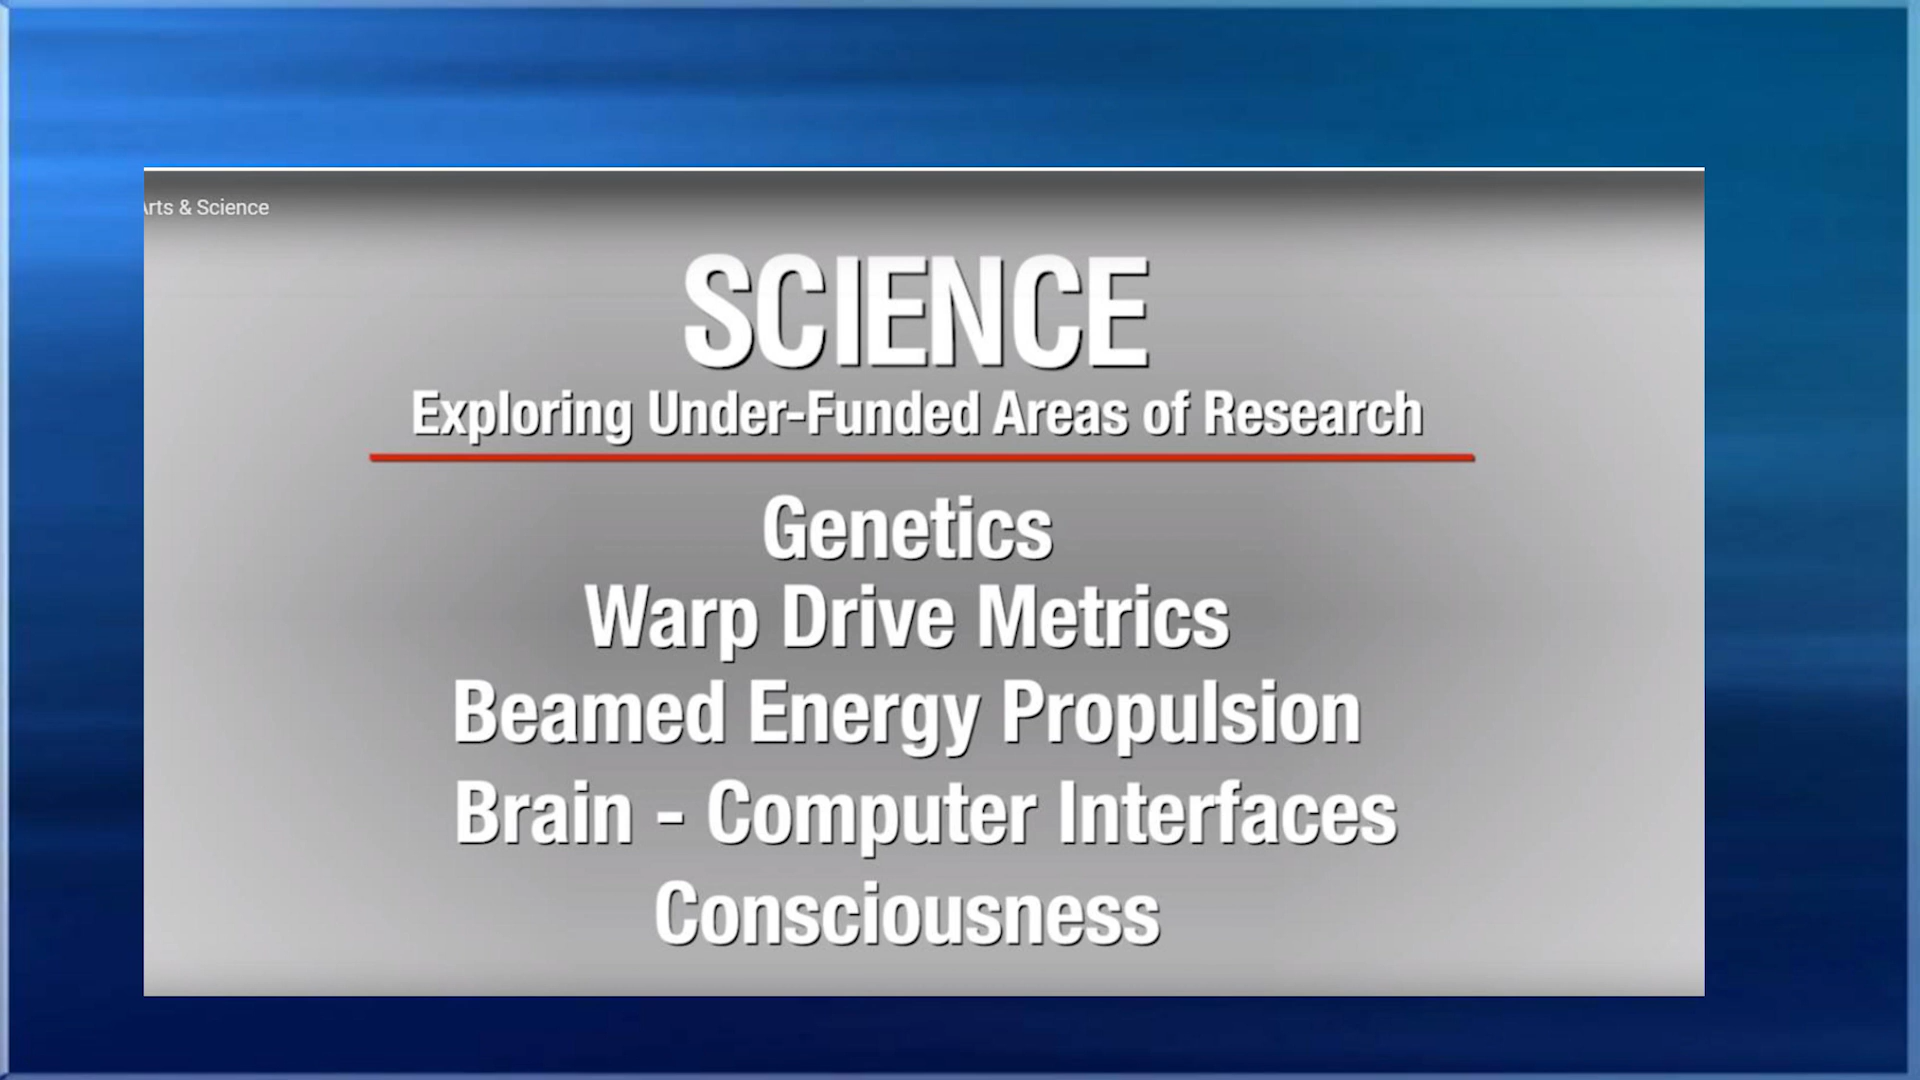 Arts & Science
SCIENCE
Exploring Under-Funded Areas of Research
Genetics
Warp Drive Metrics
Beamed Energy Propulsion
Brain - Computer Interfaces
Consciousness